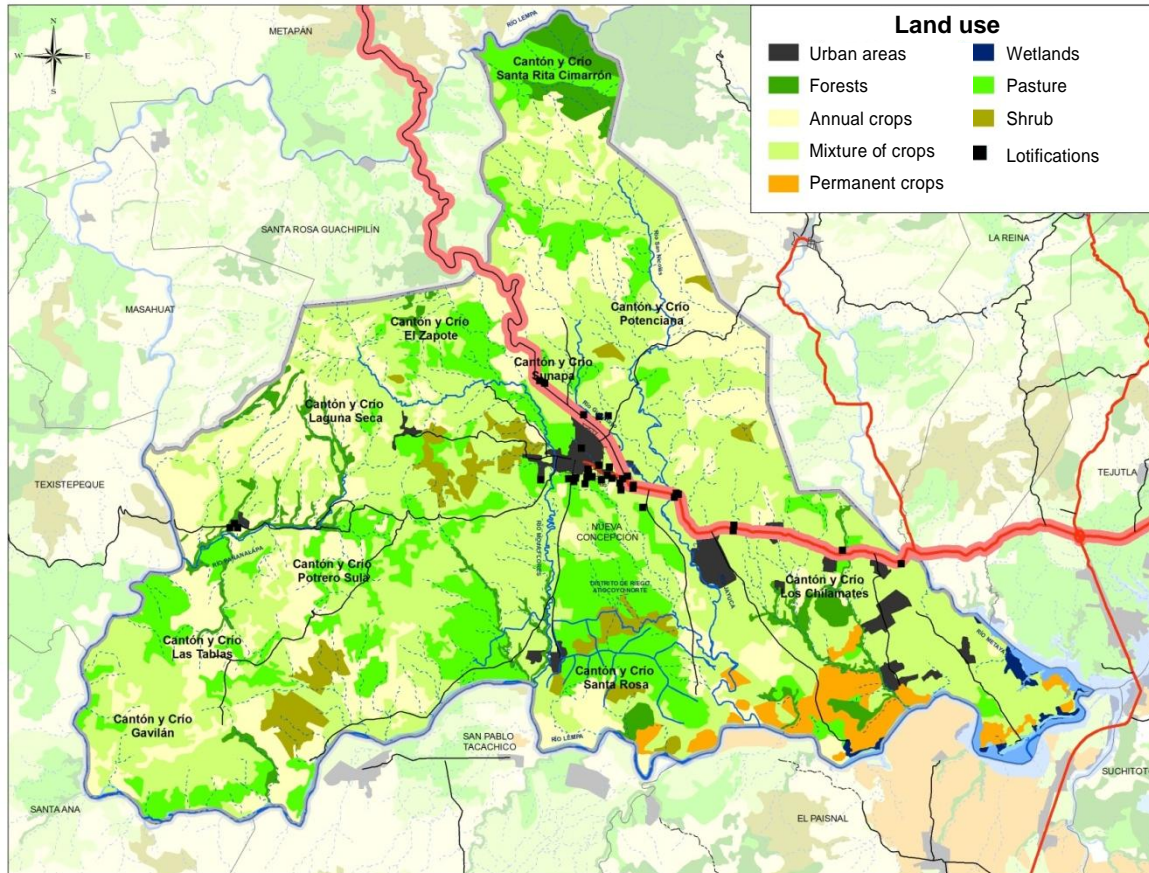 Land use
Urban areas
Forests
Annual crops
Mixture of crops
Permanent crops
Wetlands
Pasture
Shrub
Lotifications
N
W
E
S
RÍO LEMPA
METAPÁN
Cantón y Crío
Santa Rita Cimarrón
SANTA ROSA GUACHIPILÍN
LA REINA
MASAHUAT
Cantón y Crío
El Zapote
Cantón y Crío
Potenciana
Cantón y Crío
Sunapa
Cantón y Crío
Laguna Seca
TEXISTEPEQUE
TEJUTLA
NUEVA
CONCEPCIÓN
Cantón y Crío
Potrero Sula
DISTRITO DE RIEGO
ATIOCOYO NORTE
Cantón y Crío
Los Chilamates
Cantón y Crío
Las Tablas
Cantón y Crío
Santa Rosa
Cantón y Crío
Gavilán
RÍO LEMPA
SAN PABLO
TACACHICO
SANTA ANA
SUCHITOTO
EL PAISNAL